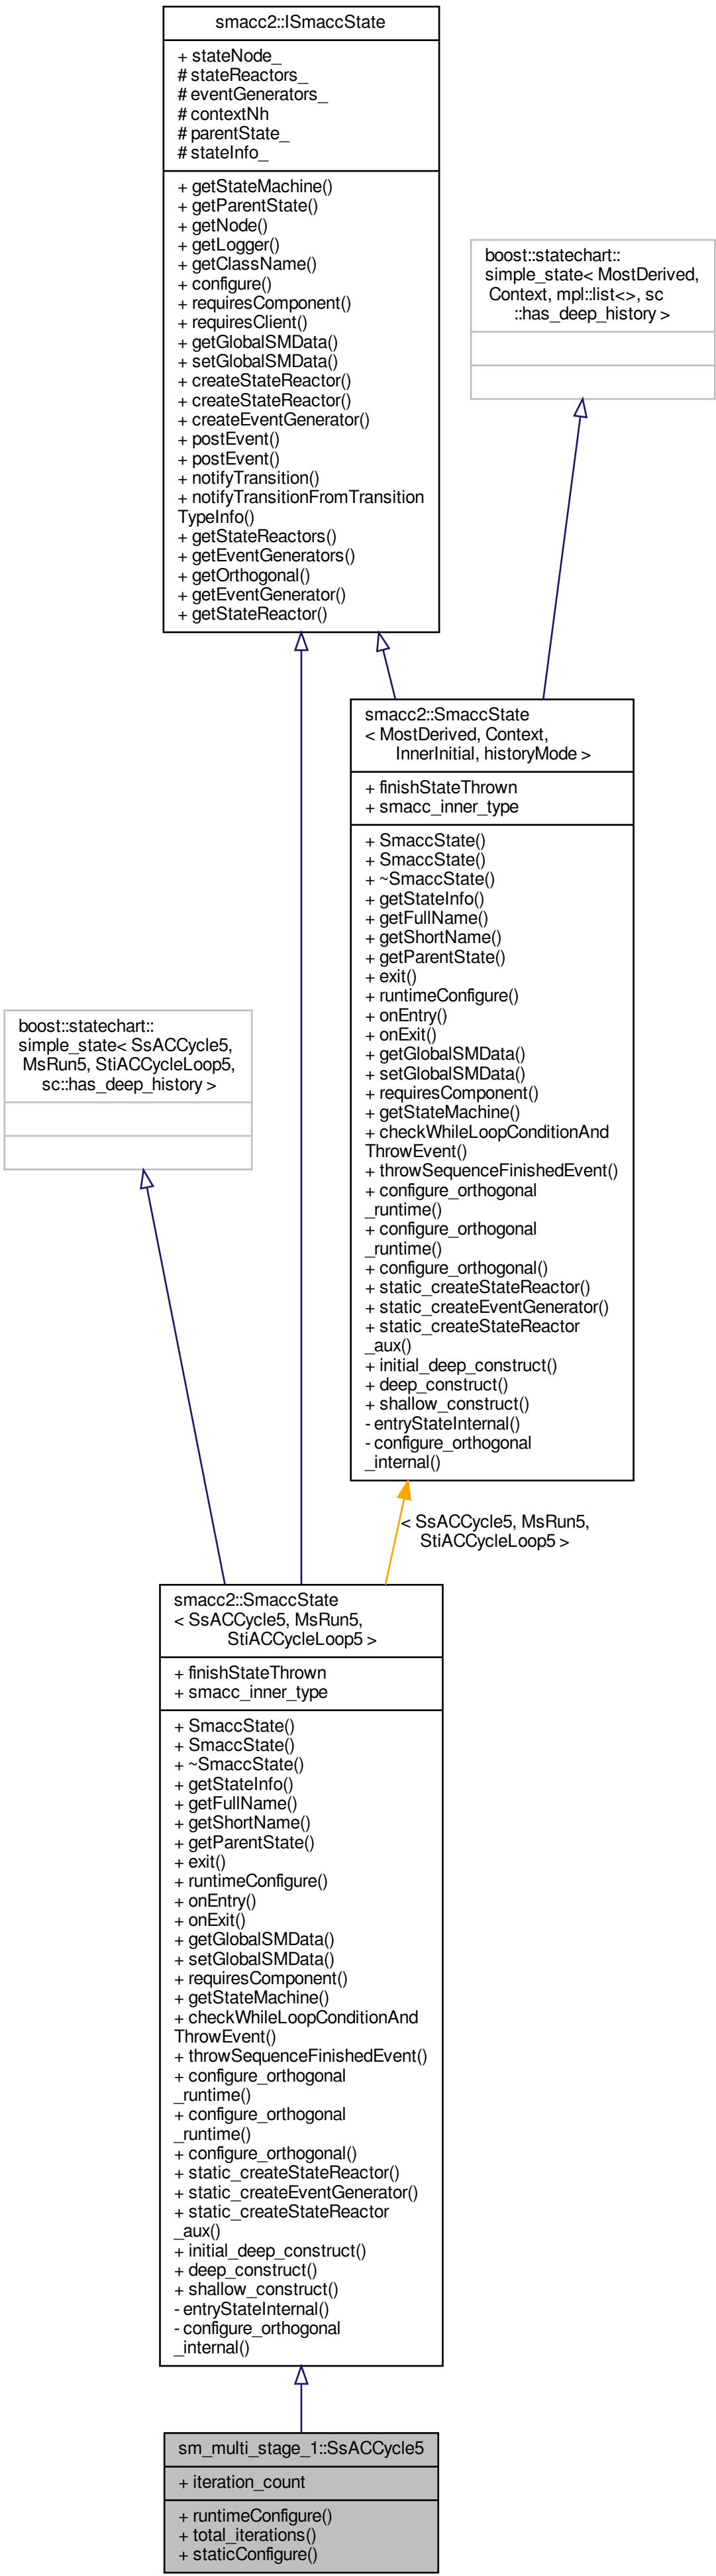 smacc2::ISmaccState
+ stateNode_
# stateReactors_
# eventGenerators_
# contextNh
# parentState_
# stateInfo_
+ getStateMachine()
+ getParentState()
+ getNode()
+ getLogger()
+ getClassName()
+ configure()
+ requiresComponent()
+ requiresClient()
+ getGlobalSMData()
+ setGlobalSMData()
+ createStateReactor()
+ createStateReactor()
+ createEventGenerator()
+ postEvent()
+ postEvent()
+ notifyTransition()
+ notifyTransitionFromTransition
TypeInfo()
+ getStateReactors()
+ getEventGenerators()
+ getOrthogonal()
+ getEventGenerator()
+ getStateReactor()
boost::statechart::
simple_state< MostDerived,
Context, mpl::list<>, sc
::has_deep_history >
smacc2::SmaccState
< MostDerived, Context,
InnerInitial, historyMode >
+ finishStateThrown
+ smacc_inner_type
+ SmaccState()
+ SmaccState()
+ ~SmaccState()
+ getStateInfo()
+ getFullName()
+ getShortName()
+ getParentState()
+ exit()
+ runtimeConfigure()
+ onEntry()
+ onExit()
+ getGlobalSMData()
+ setGlobalSMData()
+ requiresComponent()
+ getStateMachine()
+ checkWhileLoopConditionAnd
ThrowEvent()
+ throwSequenceFinishedEvent()
+ configure_orthogonal
_runtime()
+ configure_orthogonal
_runtime()
+ configure_orthogonal()
+ static_createStateReactor()
+ static_createEventGenerator()
+ static_createStateReactor
_aux()
+ initial_deep_construct()
+ deep_construct()
+ shallow_construct()
- entryStateInternal()
- configure_orthogonal
_internal()
boost::statechart::
simple_state< SsACCycle5,
MsRun5, StiACCycleLoop5,
sc::has_deep_history >
< SsACCycle5, MsRun5,
StiACCycleLoop5 >
smacc2::SmaccState
< SsACCycle5, MsRun5,
StiACCycleLoop5 >
+ finishStateThrown
+ smacc_inner_type
+ SmaccState()
+ SmaccState()
+ ~SmaccState()
+ getStateInfo()
+ getFullName()
+ getShortName()
+ getParentState()
+ exit()
+ runtimeConfigure()
+ onEntry()
+ onExit()
+ getGlobalSMData()
+ setGlobalSMData()
+ requiresComponent()
+ getStateMachine()
+ checkWhileLoopConditionAnd
ThrowEvent()
+ throwSequenceFinishedEvent()
+ configure_orthogonal
_runtime()
+ configure_orthogonal
_runtime()
+ configure_orthogonal()
+ static_createStateReactor()
+ static_createEventGenerator()
+ static_createStateReactor
_aux()
+ initial_deep_construct()
+ deep_construct()
+ shallow_construct()
- entryStateInternal()
- configure_orthogonal
_internal()
sm_multi_stage_1::SsACCycle5
+ iteration_count
+ runtimeConfigure()
+ total_iterations()
+ staticConfigure()